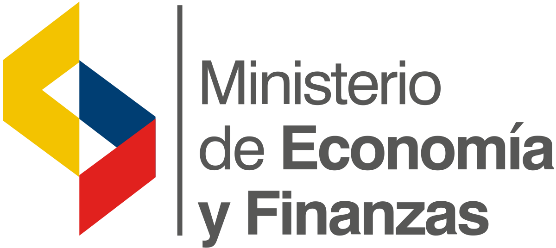 Ministerio
de Economía
y Finanzas